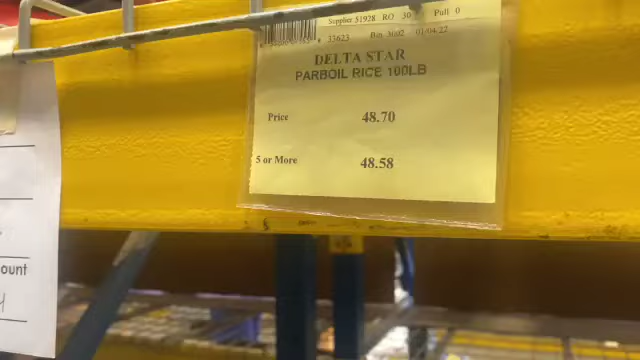 Supplier 51928 RO 30 Pull 0
33623 Bin 3602 01/04/22
DELTA STAR
PARBOIL RICE 100LB
Price 48.70
5 or More 48.58
ount